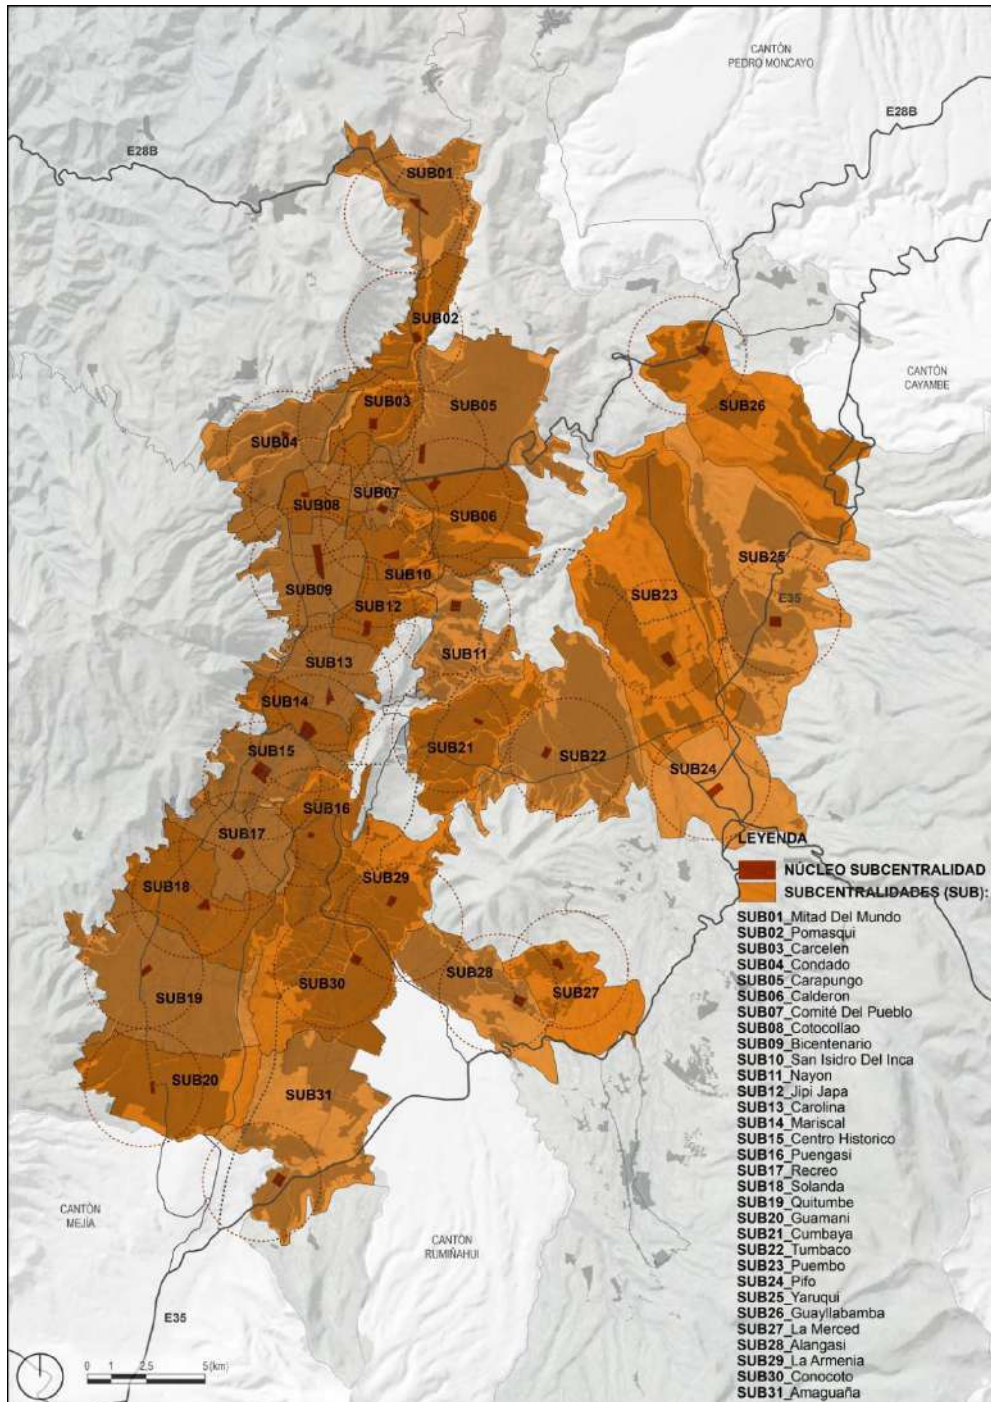 CANTÓN
PEDRO MONCAYO
E28B
E28B
SUB01
SUB02
CANTÓN
CAYAMBE
SUB03
SUB05
SUB26
SUB04
SUB07
SUB08
SUB06
SUB25
SUB10
SUB09
SUB23
E35
SUB12
SUB11
SUB13
SUB14
SUB15
SUB21
SUB22
SUB24
SUB16
SUB17
SUB29
SUB18
SUB28
SUB30
SUB27
SUB19
SUB20
SUB31
CANTÓN
MEJÍA
CANTÓN
RUMIÑAHUI
E35
0 1 2,5 5(km)
LEYENDA
NÚCLEO SUBCENTRALIDAD
SUBCENTRALIDADES (SUB):
SUB01_Mitad Del Mundo
SUB02_Pomasqui
SUB03_Carcelen
SUB04_Condado
SUB05_Carapungo
SUB06_Calderon
SUB07_Comité Del Pueblo
SUB08_Cotocollao
SUB09_Bicentenario
SUB10_San Isidro Del Inca
SUB11_Nayon
SUB12_Jipi Japa
SUB13_Carolina
SUB14_Mariscal
SUB15_Centro Historico
SUB16_Puengasi
SUB17_Recreo
SUB18_Solanda
SUB19_Quitumbe
SUB20_Guamani
SUB21_Cumbaya
SUB22_Tumbaco
SUB23_Puembo
SUB24_Pifo
SUB25_Yaruqui
SUB26_Guayllabamba
SUB27_La Merced
SUB28_Alangasi
SUB29_La Armenia
SUB30_Conocoto
SUB31_Amaguaña